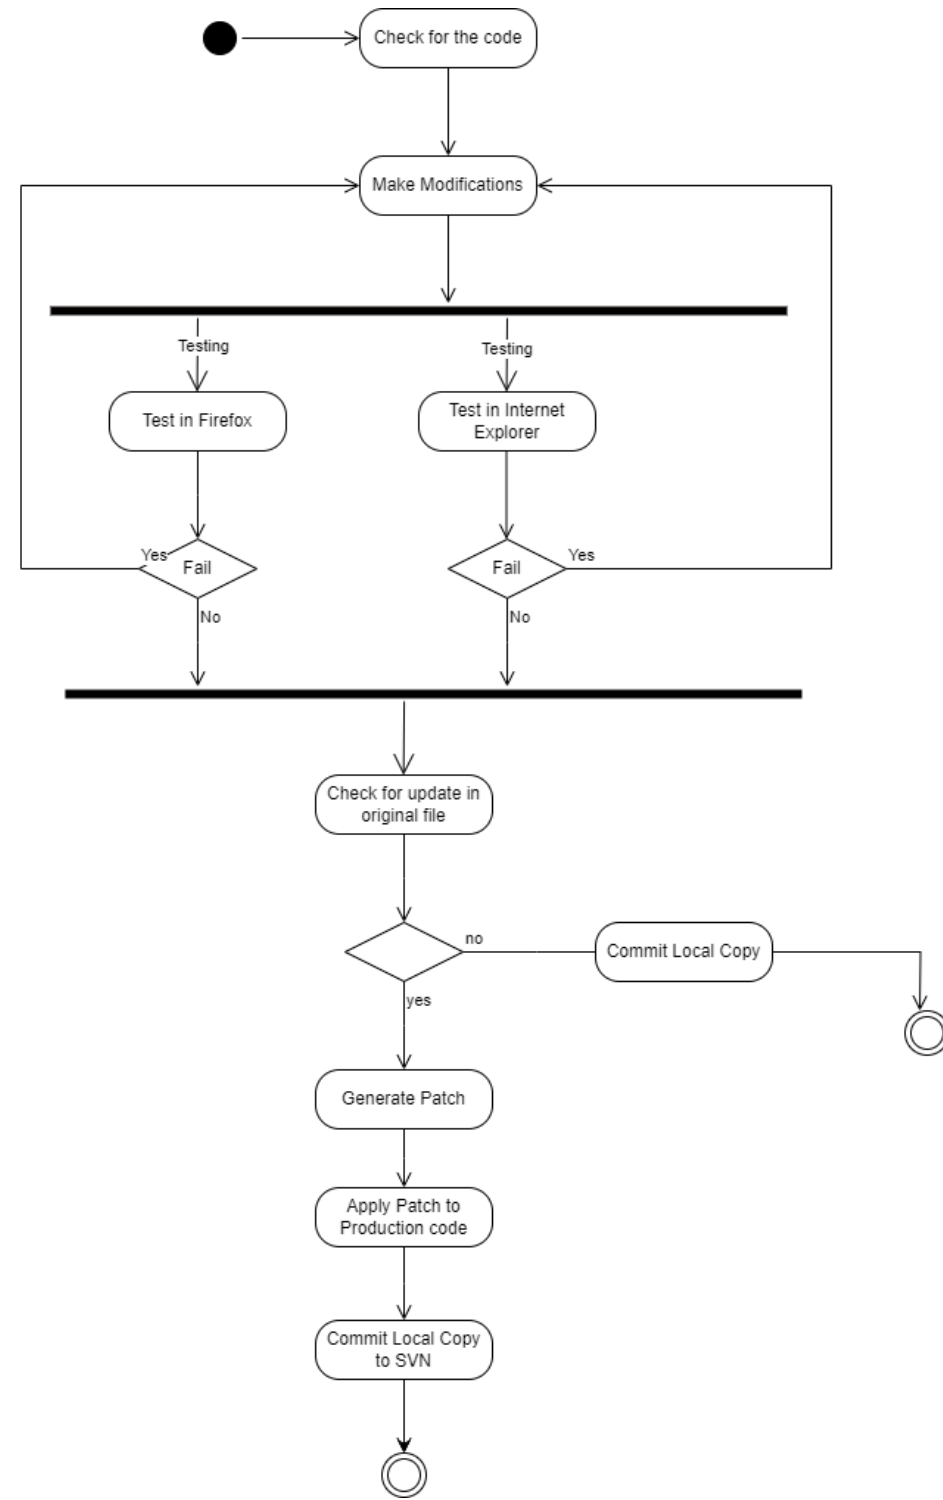 Check for the code
Make Modifications
Testing
Testing
Test in Firefox
Test in Internet
Explorer
Yes
Fail
Fail
Yes
No
No
Check for update in
original file
no
Commit Local Copy
yes
Generate Patch
Apply Patch to
Production code
Commit Local Copy
to SVN